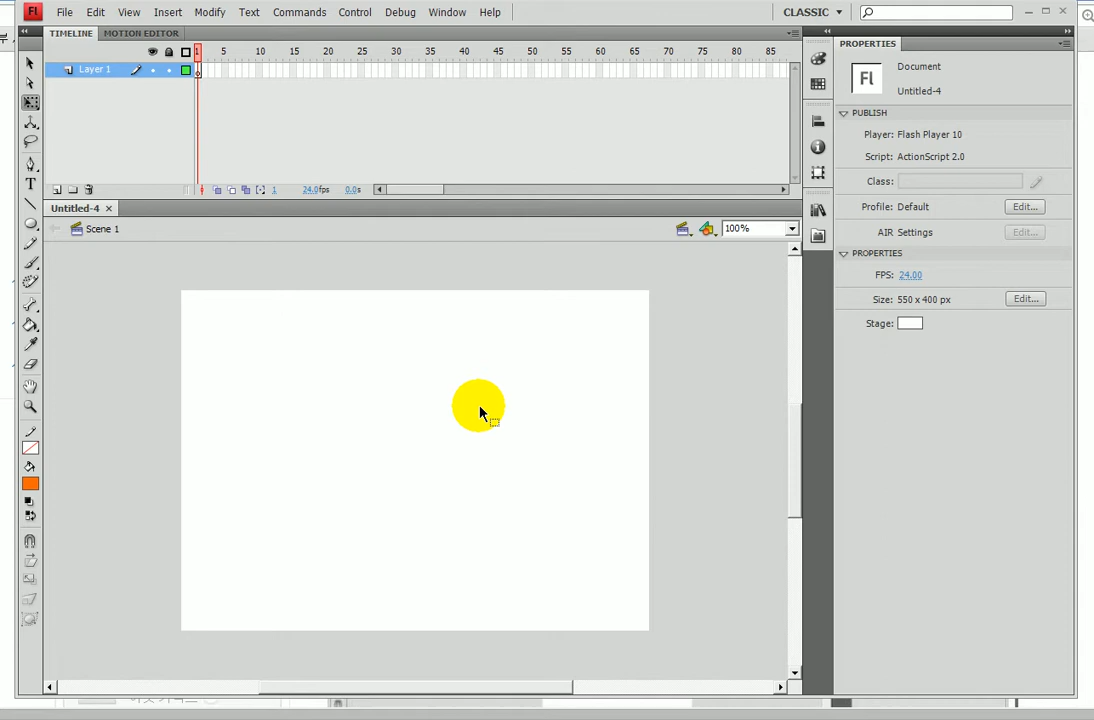 Fl File Edit View Insert Modify Text Commands Control Debug Window Help CLASSIC
TIMELINE MOTION EDITOR
1 5 10 15 20 25 30 35 40 45 50 55 60 65 70 75 80 85
Layer 1
1 24.0fps 0.0s
Untitled-4
Scene 1 100%
PROPERTIES
Fl
Document
Untitled-4
PUBLISH
Player: Flash Player 10
Script: ActionScript 2.0
Class:
Profile: Default Edit...
AIR Settings Edit...
PROPERTIES
FPS: 24.00
Size: 550 x 400 px Edit...
Stage: